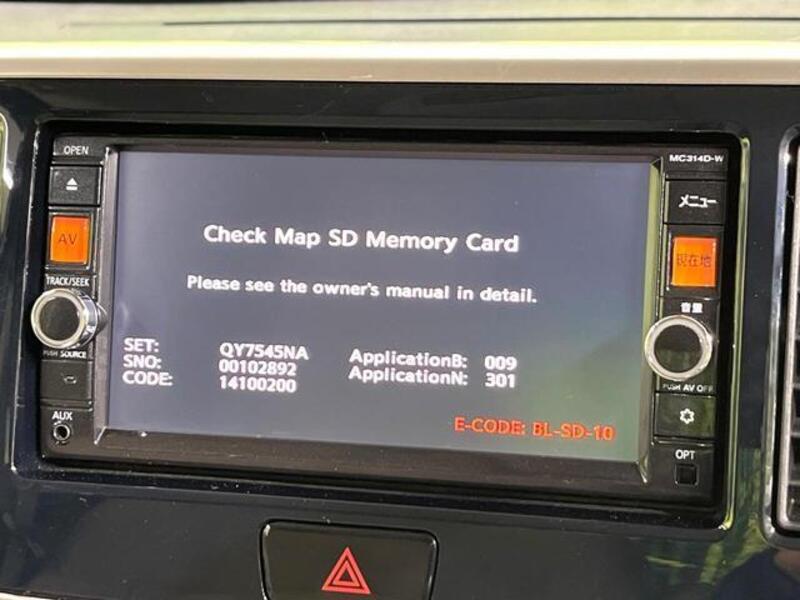 OPEN
AV
TRACK/SEEK
PUSH SOURCE
AUX
Check Map SD Memory Card
Please see the owner's manual in detail.
SET: QY7545NA ApplicationB: 009
SNO: 00102892 ApplicationN: 301
CODE: 14100200
E-CODE: BL-SD-10
MC314D-W
メニュー
現在地
音量
PUSH AV OFF
OPT